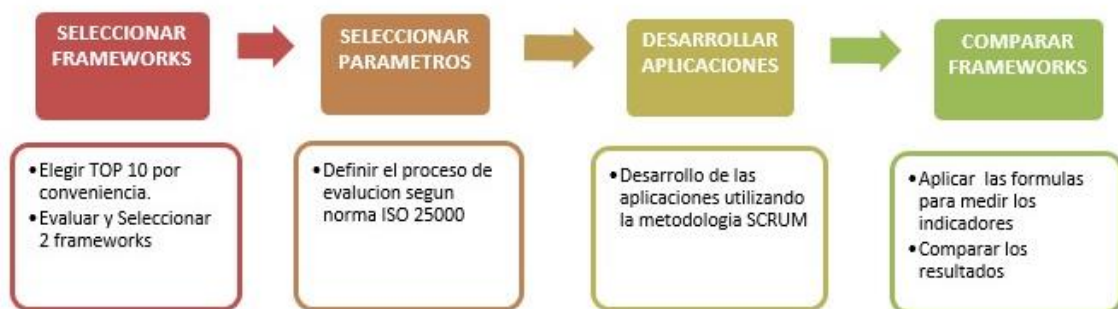 SELECCIONAR
FRAMEWORKS
SELECCIONAR
PARAMETROS
DESARROLLAR
APLICACIONES
COMPARAR
FRAMEWORKS
•Elegir TOP 10 por
conveniencia.
•Evaluar y Seleccionar
2 frameworks
•Definir el proceso de
evalucion segun
norma ISO 25000
•Desarrollo de las
aplicaciones utilizando
la metodologia SCRUM
•Aplicar las formulas
para medir los
indicadores
•Comparar los
resultados